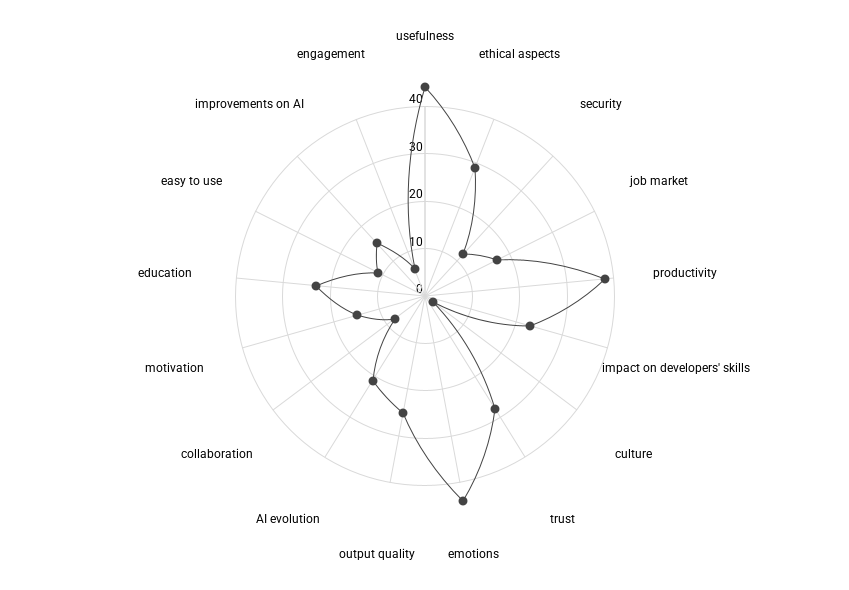 usefulness
engagement
ethical aspects
improvements on AI
security
easy to use
job market
education
productivity
motivation
impact on developers' skills
collaboration
culture
AI evolution
trust
output quality
emotions
40
30
20
10
0